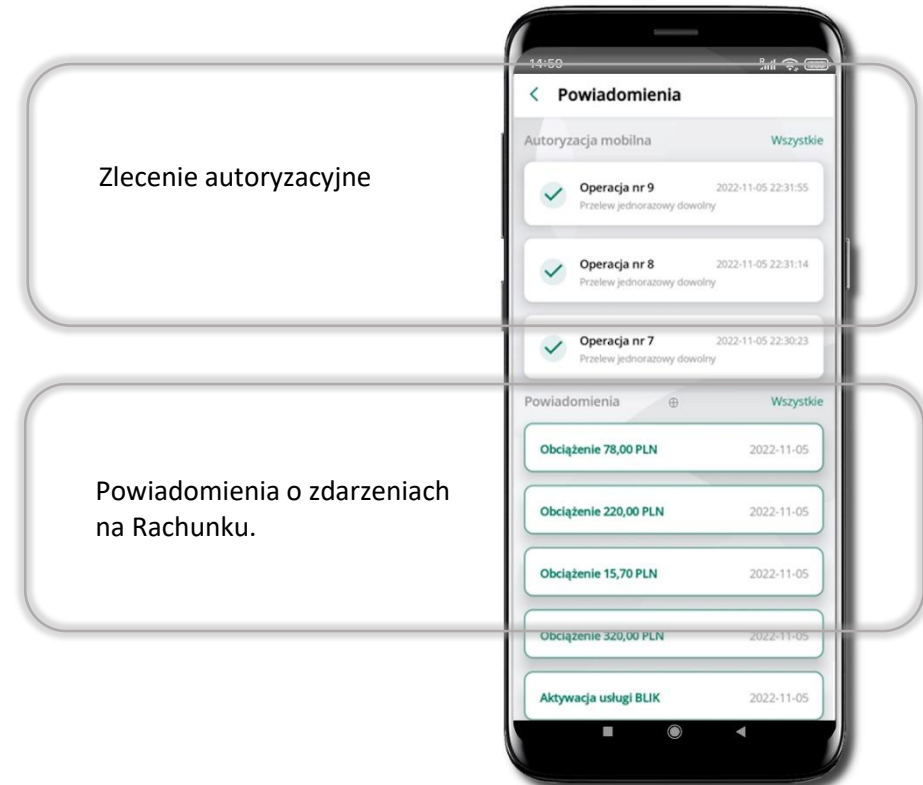 14:59
Powiadomienia
Autoryzacja mobilna Wszystkie
Zlecenie autoryzacyjne
Operacja nr 9 2022-11-05 22:31:55
Przelew jednorazowy dowolny
Operacja nr 8 2022-11-05 22:31:14
Przelew jednorazowy dowolny
Operacja nr 7 2022-11-05 22:30:23
Przelew jednorazowy dowolny
Powiadomienia Wszystkie
Powiadomienia o zdarzeniach
na Rachunku.
Obciążenie 78,00 PLN 2022-11-05
Obciążenie 220,00 PLN 2022-11-05
Obciążenie 15,70 PLN 2022-11-05
Obciążenie 320,00 PLN 2022-11-05
Aktywacja usługi BLIK 2022-11-05